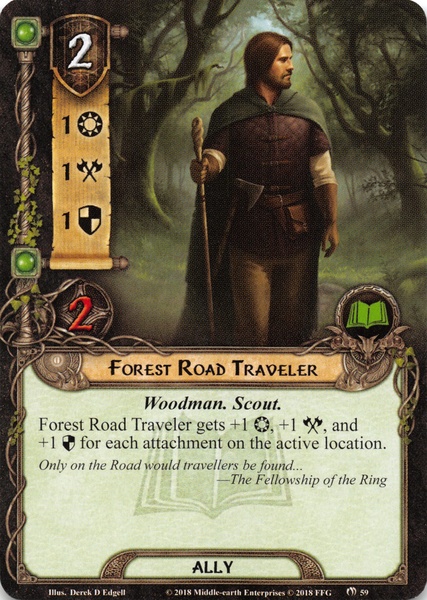 2
1
1
1
2
Forest Road Traveler
Woodman. Scout.
Forest Road Traveler gets +1 , +1 , and
+1 for each attachment on the active location.
Only on the Road would travellers be found...
—The Fellowship of the Ring
ALLY
Illus. Derek D Edgell © 2018 Middle-earth Enterprises © 2018 FFG 59